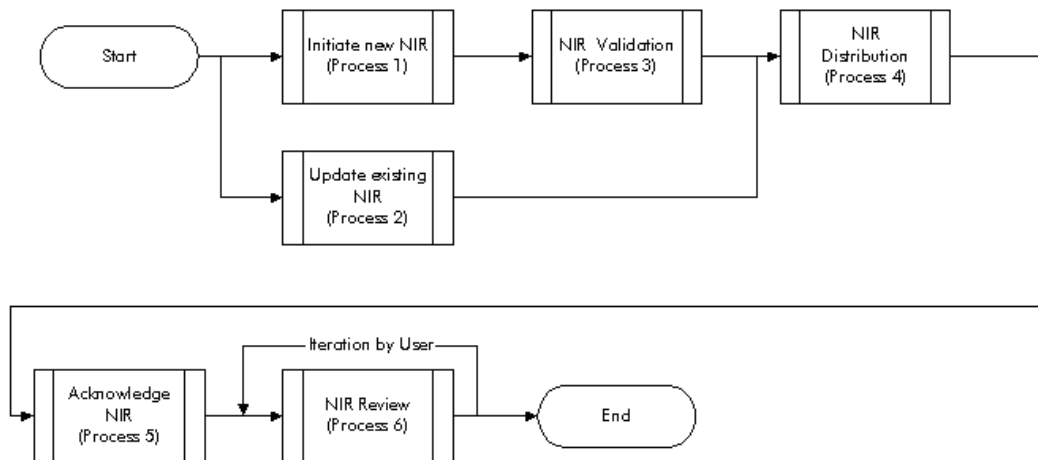 Start
Initiate new NIR
(Process 1)
NIR Validation
(Process 3)
NIR
Distribution
(Process 4)
Update existing
NIR
(Process 2)
Iteration by User
Acknowledge
NIR
(Process 5)
NIR Review
(Process 6)
End